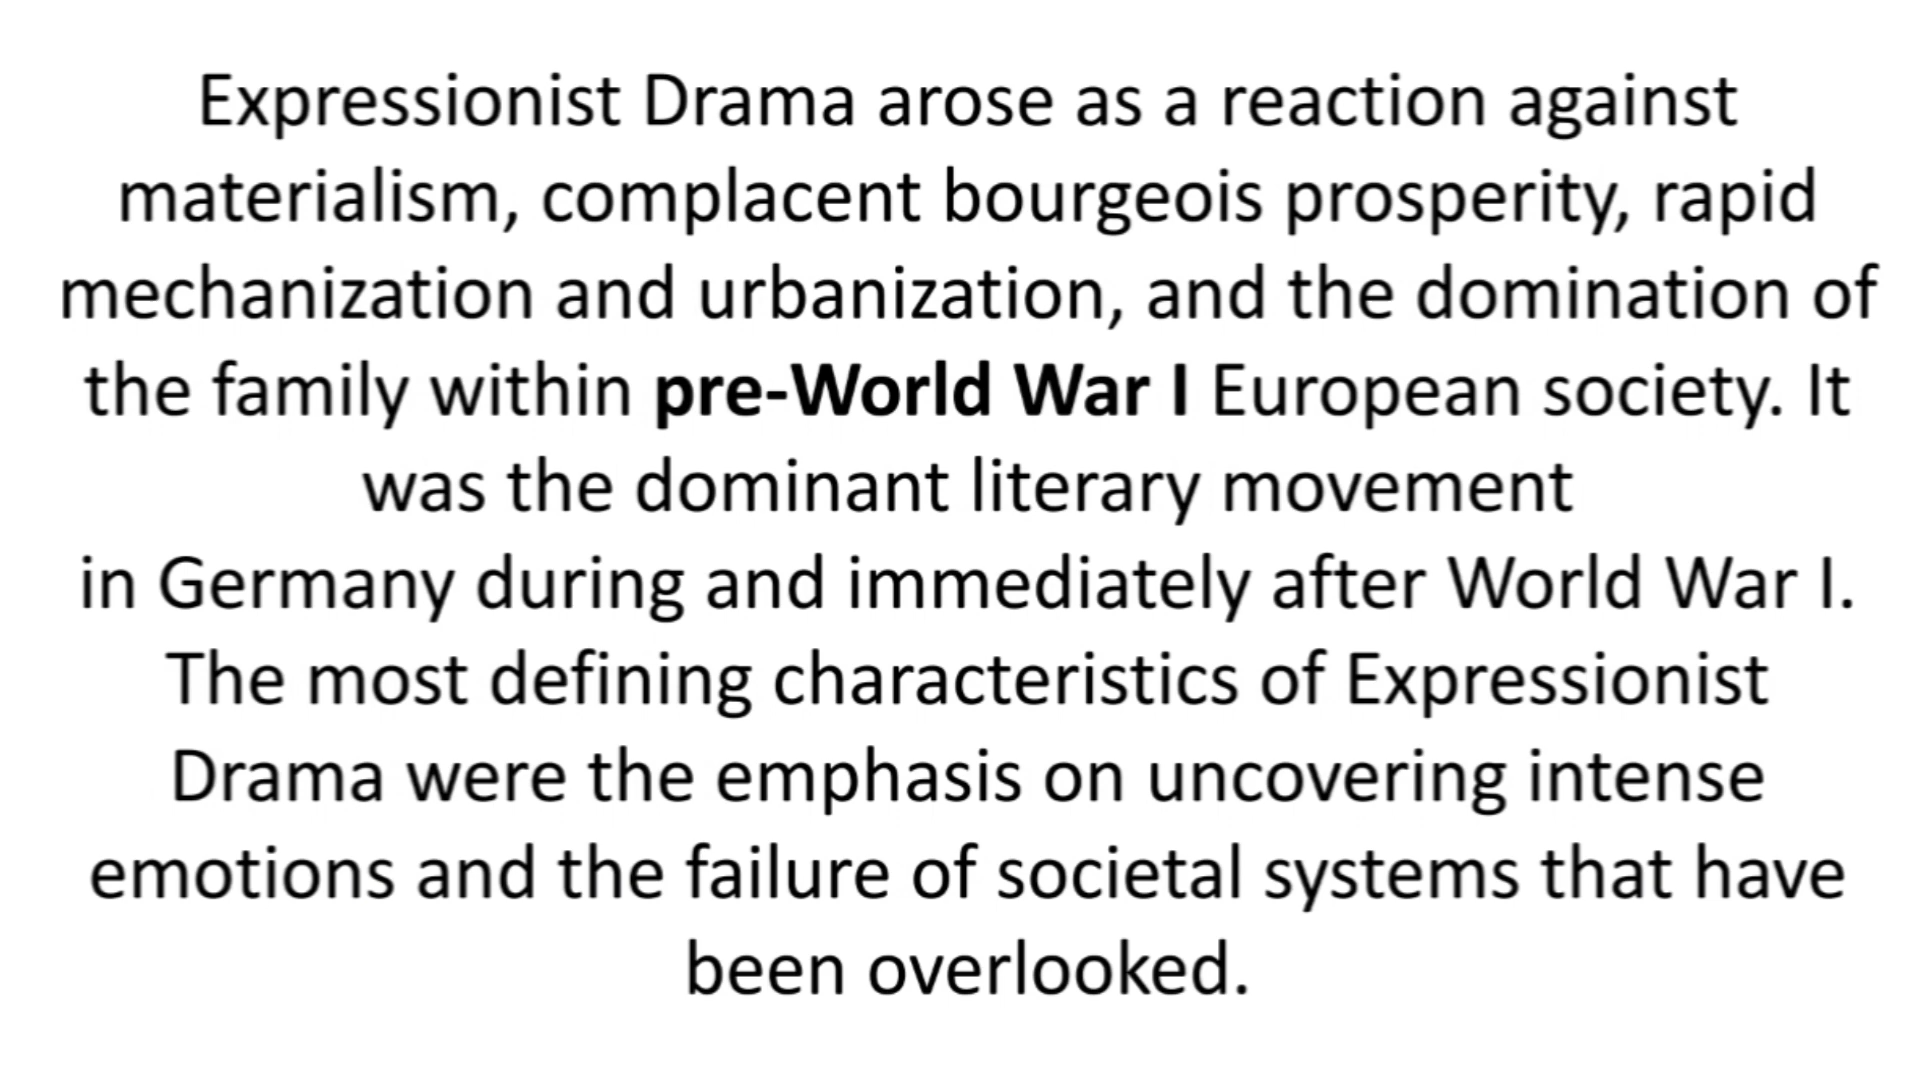 Expressionist Drama arose as a reaction against
materialism, complacent bourgeois prosperity, rapid
mechanization and urbanization, and the domination of
the family within pre-World War I European society. It
was the dominant literary movement
in Germany during and immediately after World War I.
The most defining characteristics of Expressionist
Drama were the emphasis on uncovering intense
emotions and the failure of societal systems that have
been overlooked.